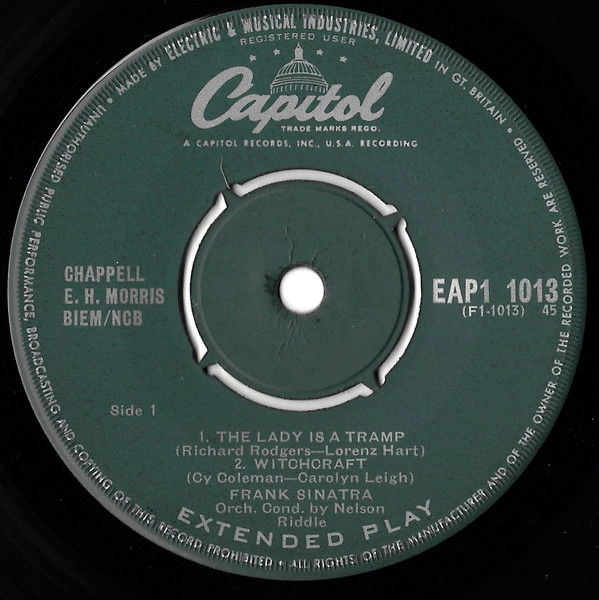 MADE BY ELECTRIC & MUSICAL INDUSTRIES, LIMITED IN GT. BRITAIN • ALL RIGHTS OF THE MANUFACTURER AND OF THE OWNER OF THE RECORDED WORK ARE RESERVED • UNAUTHORISED PUBLIC PERFORMANCE, BROADCASTING AND COPYING OF THIS RECORD PROHIBITED •
REGISTERED USER
Capitol
TRADE MARKS REGD.
A CAPITOL RECORDS, INC., U.S.A. RECORDING
CHAPPELL
E. H. MORRIS
BIEM/NCB
EAP1 1013
(F1-1013) 45
Side 1
1. THE LADY IS A TRAMP
(Richard Rodgers—Lorenz Hart)
2. WITCHCRAFT
(Cy Coleman—Carolyn Leigh)
FRANK SINATRA
Orch. Cond. by Nelson
Riddle
EXTENDED PLAY